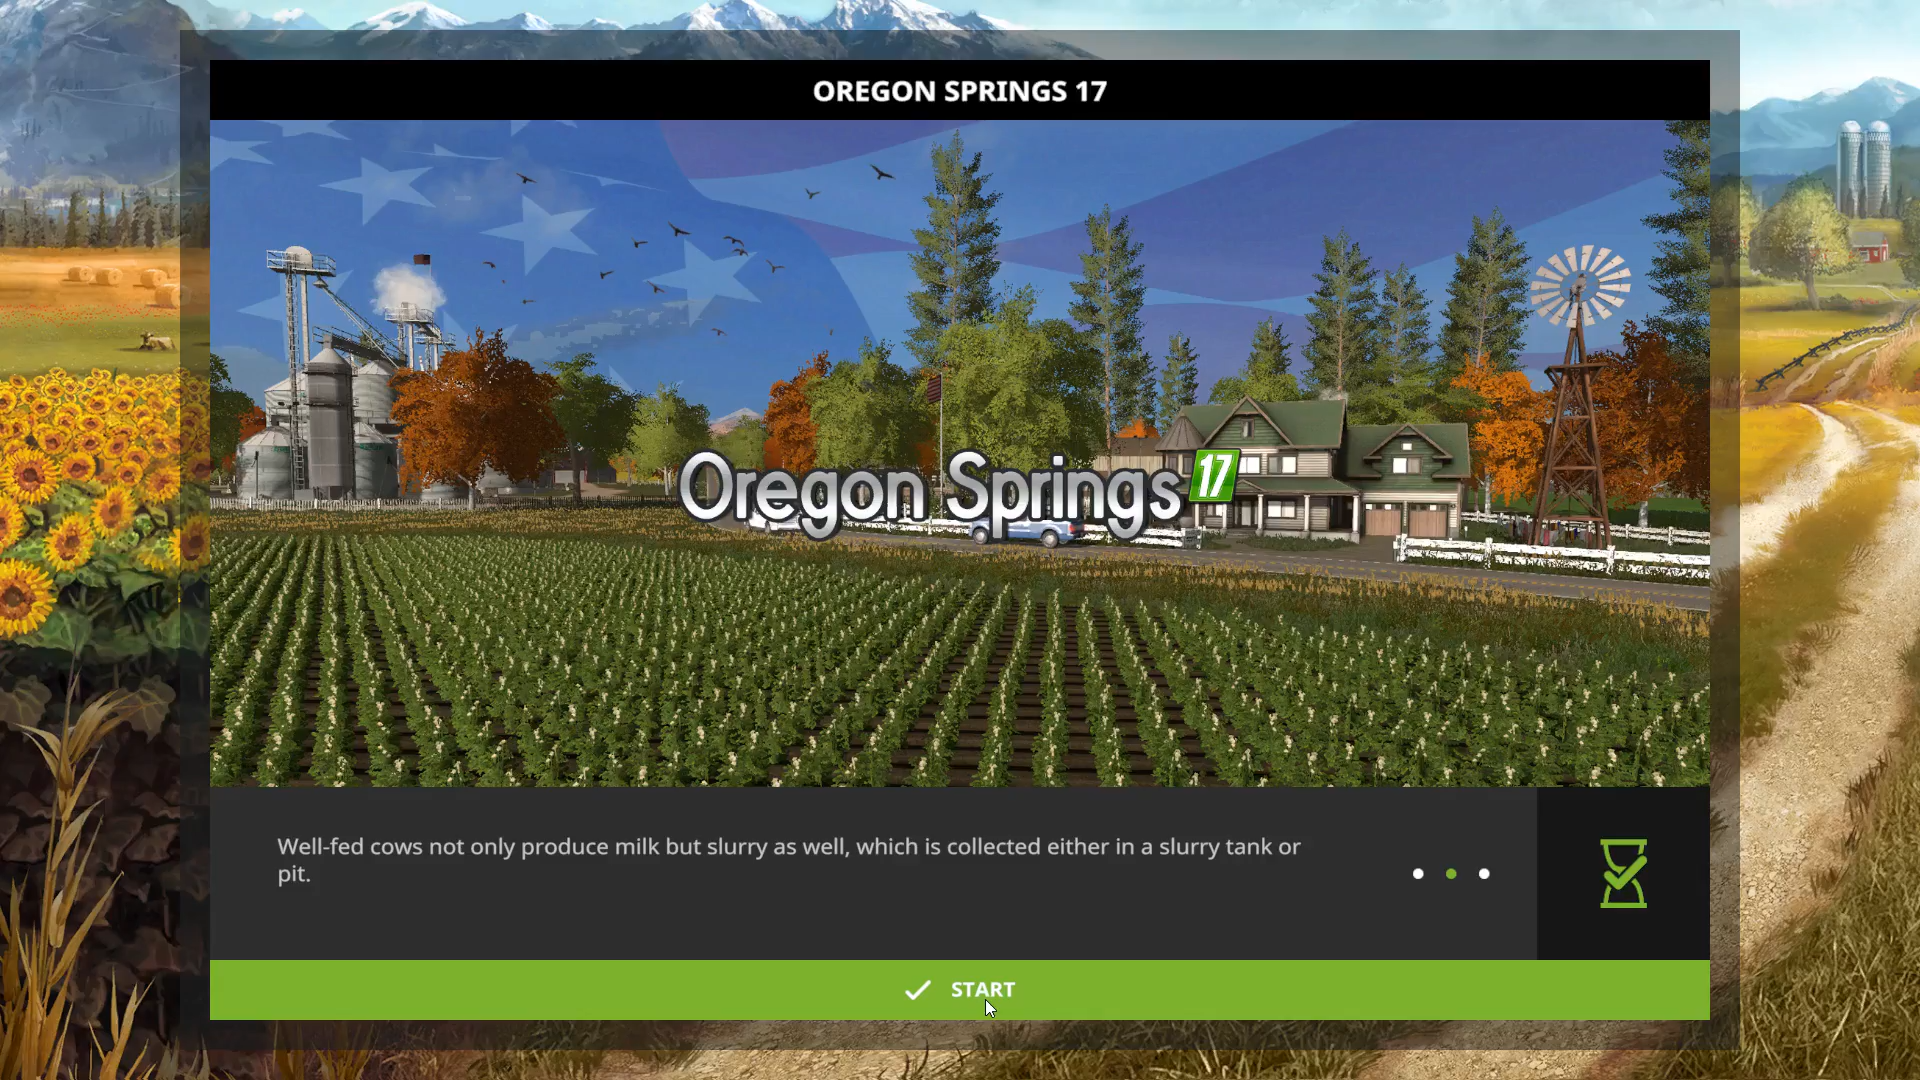 OREGON SPRINGS 17
Oregon Springs 17
Well-fed cows not only produce milk but slurry as well, which is collected either in a slurry tank or
pit.
START